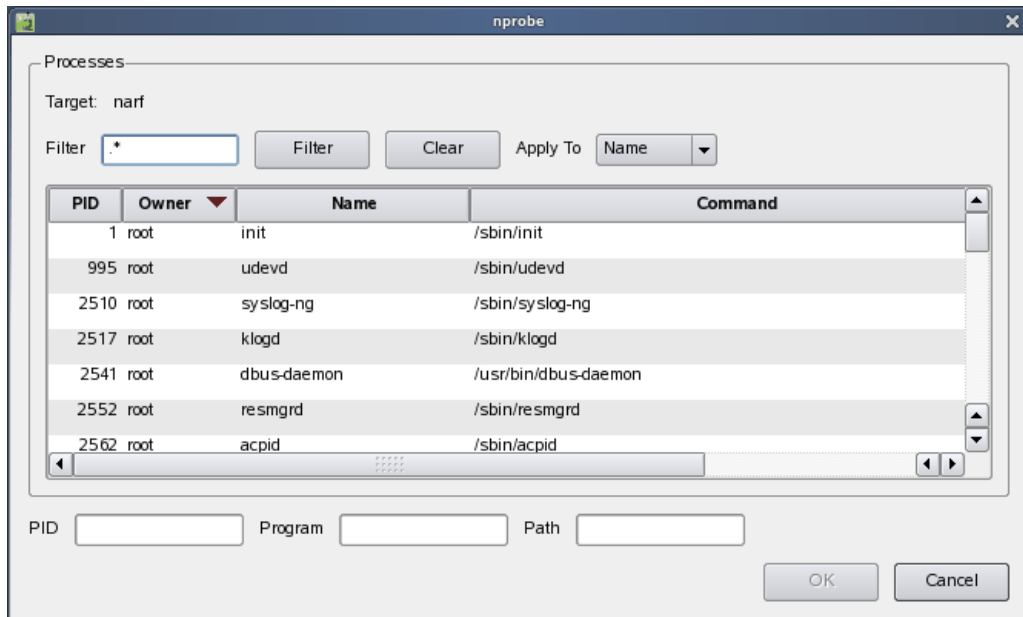 nprobe
Processes
Target: narf
Filter .* Filter Clear Apply To Name
PID Owner Name Command
1 root init /sbin/init
995 root udevd /sbin/udevd
2510 root syslog-ng /sbin/syslog-ng
2517 root klogd /sbin/klogd
2541 root dbus-daemon /usr/bin/dbus-daemon
2552 root resmgrd /sbin/resmgrd
2562 root acpid /sbin/acpid
PID Program Path
OK Cancel